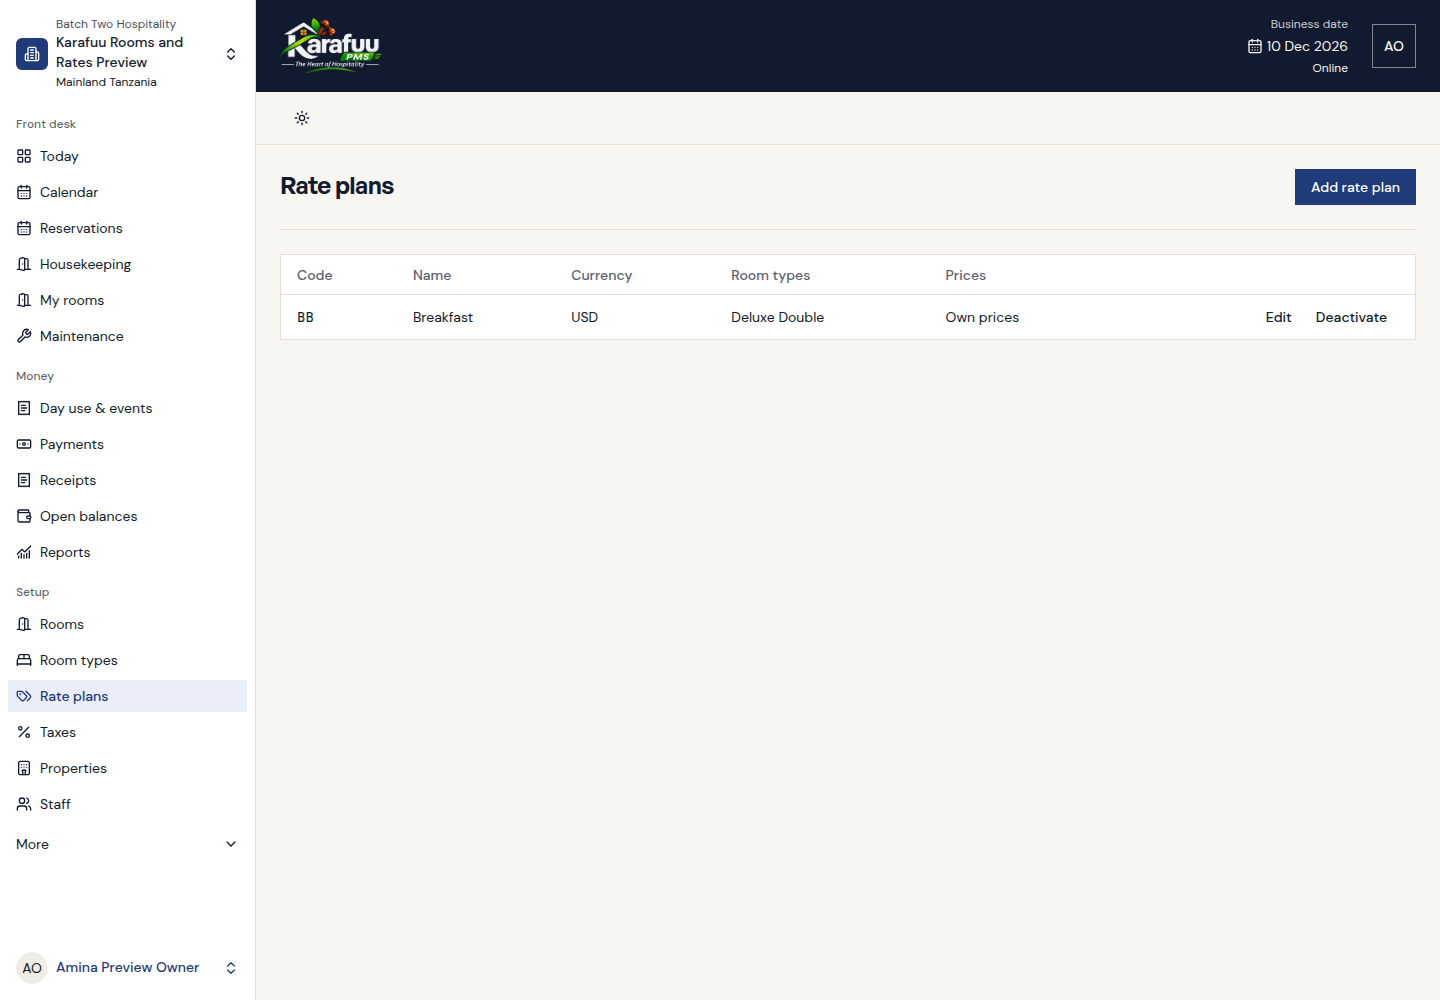 Batch Two Hospitality
Karafuu Rooms and
Rates Preview
Mainland Tanzania
Front desk
Today
Calendar
Reservations
Housekeeping
My rooms
Maintenance
Money
Day use & events
Payments
Receipts
Open balances
Reports
Setup
Rooms
Room types
Rate plans
Taxes
Properties
Staff
More
AO Amina Preview Owner
Karafuu
PMS
The Heart of Hospitality
Business date
10 Dec 2026
Online
AO
Rate plans
Add rate plan
Code Name Currency Room types Prices
BB Breakfast USD Deluxe Double Own prices Edit Deactivate